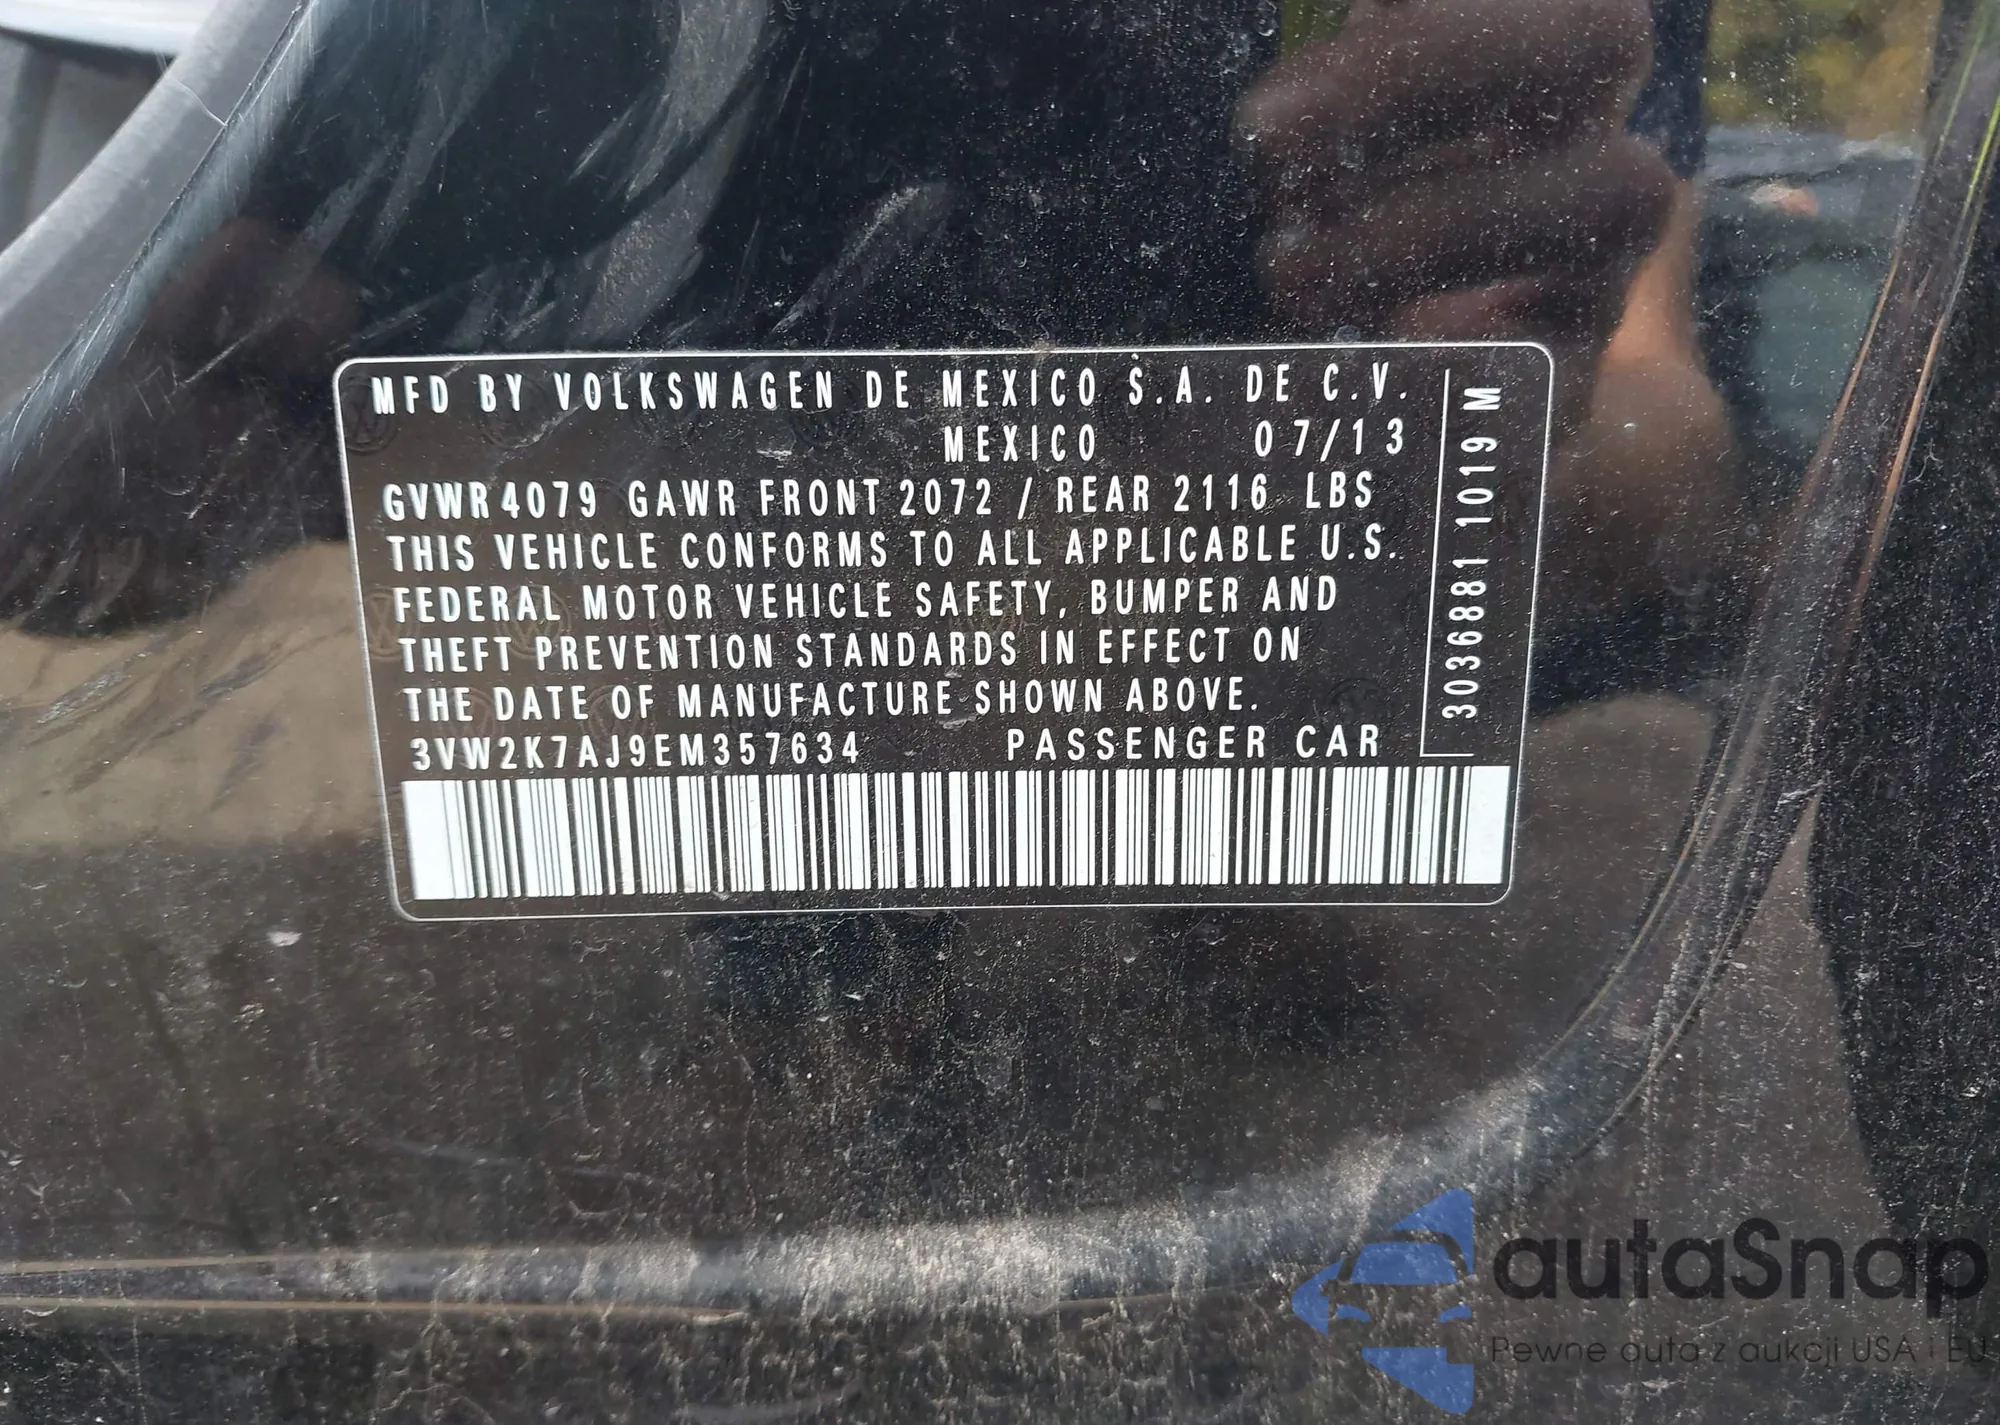 MFD BY VOLKSWAGEN DE MEXICO S.A. DE C.V.
MEXICO 07/13
GVWR 4079 GAWR FRONT 2072 / REAR 2116 LBS
THIS VEHICLE CONFORMS TO ALL APPLICABLE U.S.
FEDERAL MOTOR VEHICLE SAFETY, BUMPER AND
THEFT PREVENTION STANDARDS IN EFFECT ON
THE DATE OF MANUFACTURE SHOWN ABOVE.
3VW2K7AJ9EM357634 PASSENGER CAR
3036881 1019 M
autaSnap
Pewne auta z aukcji USA i EU